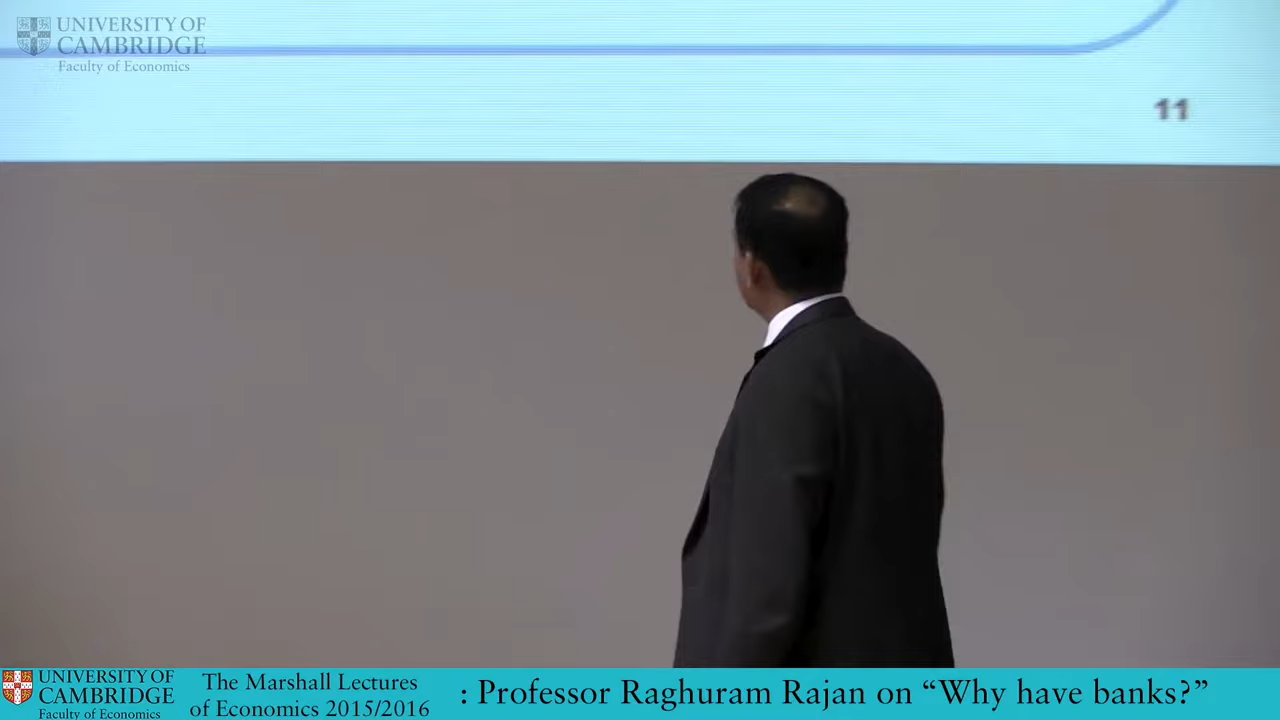 UNIVERSITY OF
CAMBRIDGE
Faculty of Economics
11
UNIVERSITY OF
CAMBRIDGE
Faculty of Economics
The Marshall Lectures
of Economics 2015/2016
: Professor Raghuram Rajan on “Why have banks?”